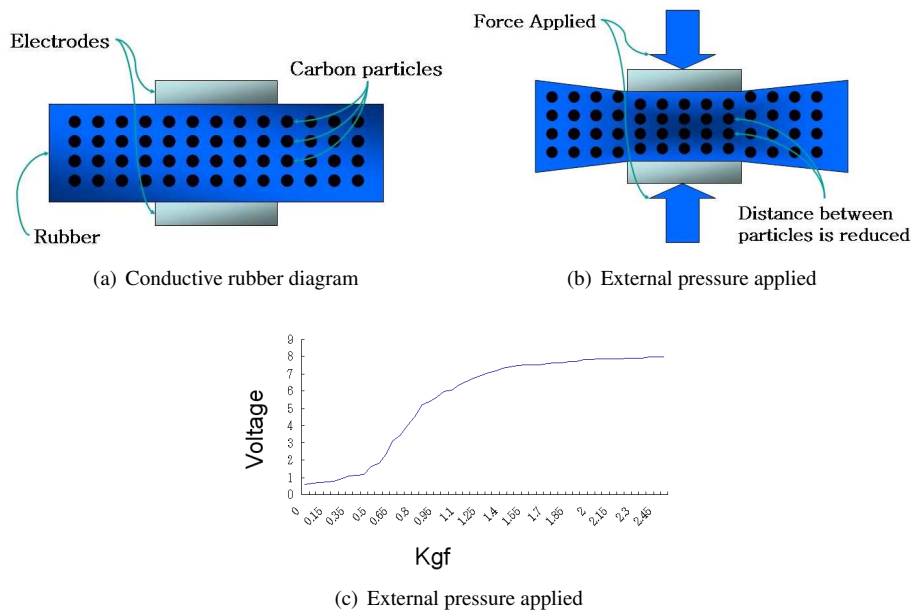 Electrodes
Carbon particles
Rubber
(a) Conductive rubber diagram
Force Applied
Distance between
particles is reduced
(b) External pressure applied
9
8
7
6
5
4
3
2
1
0
Voltage
0 0.15 0.35 0.5 0.65 0.8 0.95 1.1 1.25 1.4 1.55 1.7 1.85 2 2.15 2.3 2.45
Kgf
(c) External pressure applied